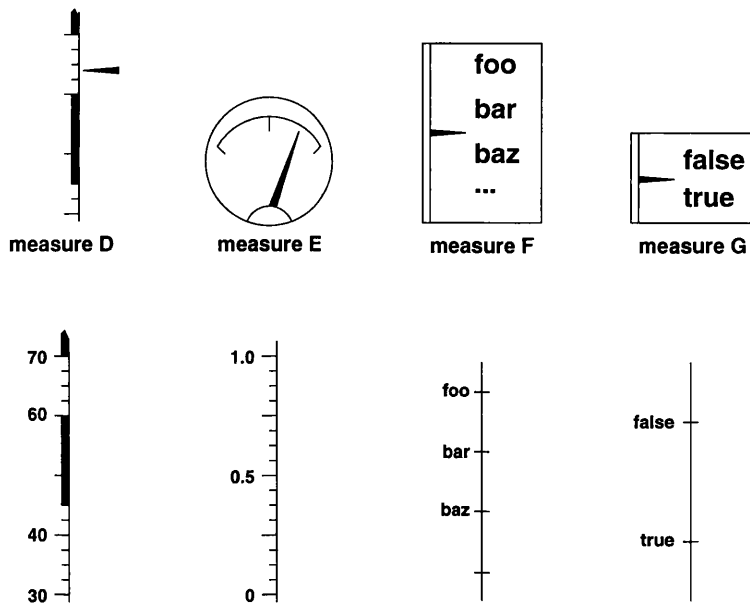 foo
bar
baz
...
false
true
measure D
measure E
measure F
measure G
70
60
40
30
1.0
0.5
0
foo
bar
baz
false
true